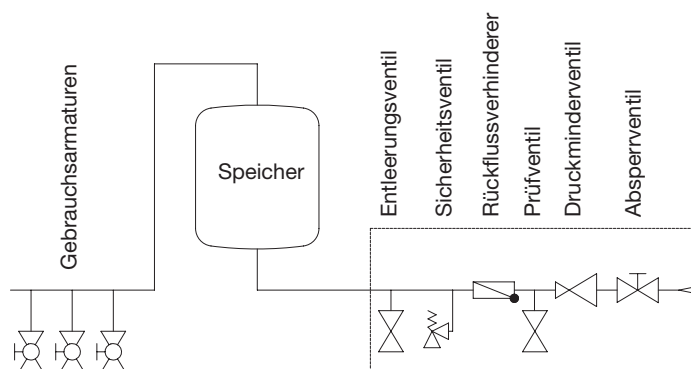 Gebrauchsarmaturen
Speicher
Entleerungsventil
Sicherheitsventil
Rückflussverhinderer
Prüfventil
Druckminderventil
Absperrventil